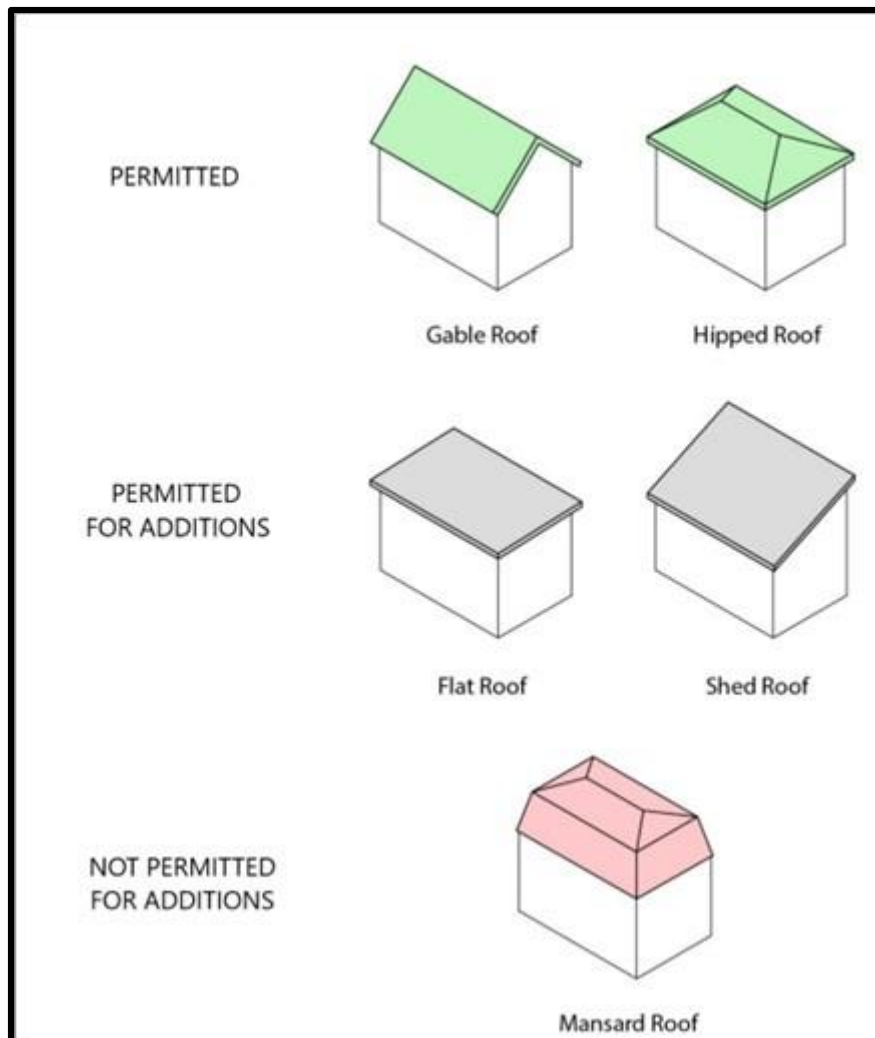 PERMITTED
Gable Roof
Hipped Roof
PERMITTED
FOR ADDITIONS
Flat Roof
Shed Roof
NOT PERMITTED
FOR ADDITIONS
Mansard Roof